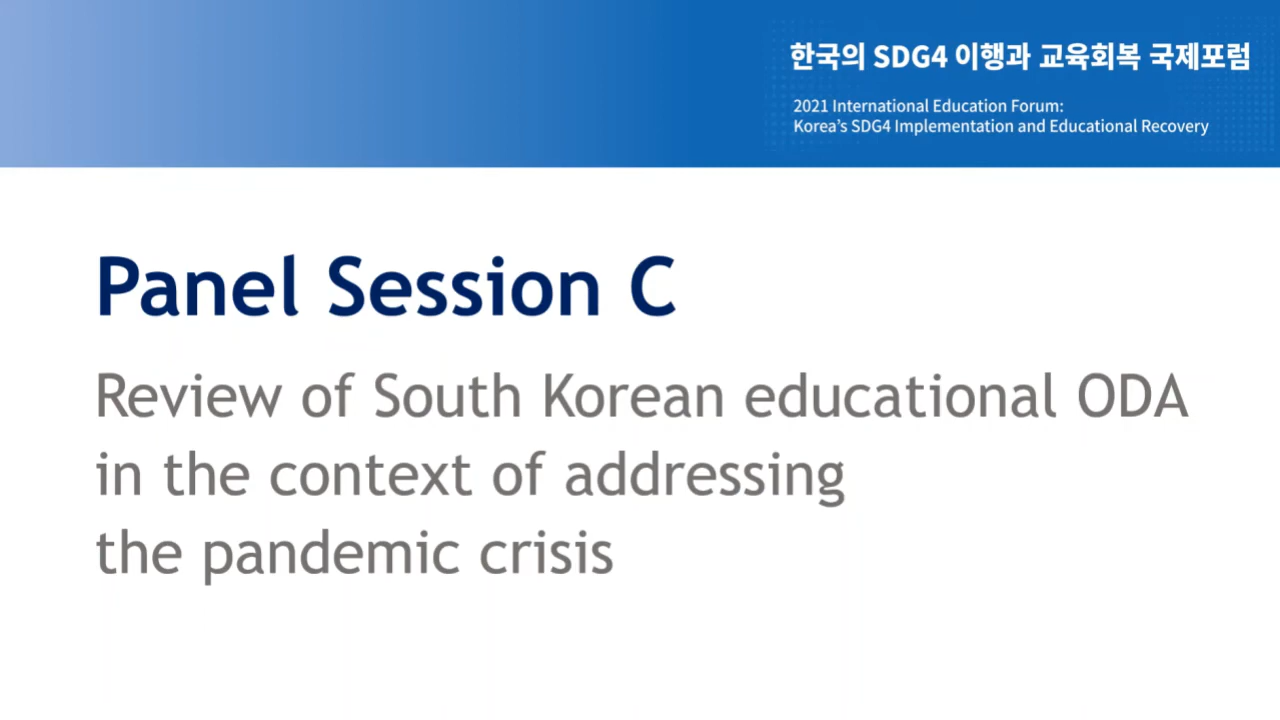 한국의 SDG4 이행과 교육회복 국제포럼
2021 International Education Forum:
Korea's SDG4 Implementation and Educational Recovery
Panel Session C
Review of South Korean educational ODA
in the context of addressing
the pandemic crisis